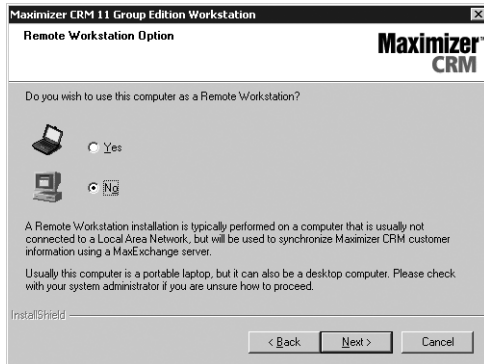 Maximizer CRM 11 Group Edition Workstation
Remote Workstation Option
Maximizer™
CRM
Do you wish to use this computer as a Remote Workstation?
Yes
No
A Remote Workstation installation is typically performed on a computer that is usually not
connected to a Local Area Network, but will be used to synchronize Maximizer CRM customer
information using a MaxExchange server.
Usually this computer is a portable laptop, but it can also be a desktop computer. Please check
with your system administrator if you are unsure how to proceed.
InstallShield
< Back
Next >
Cancel